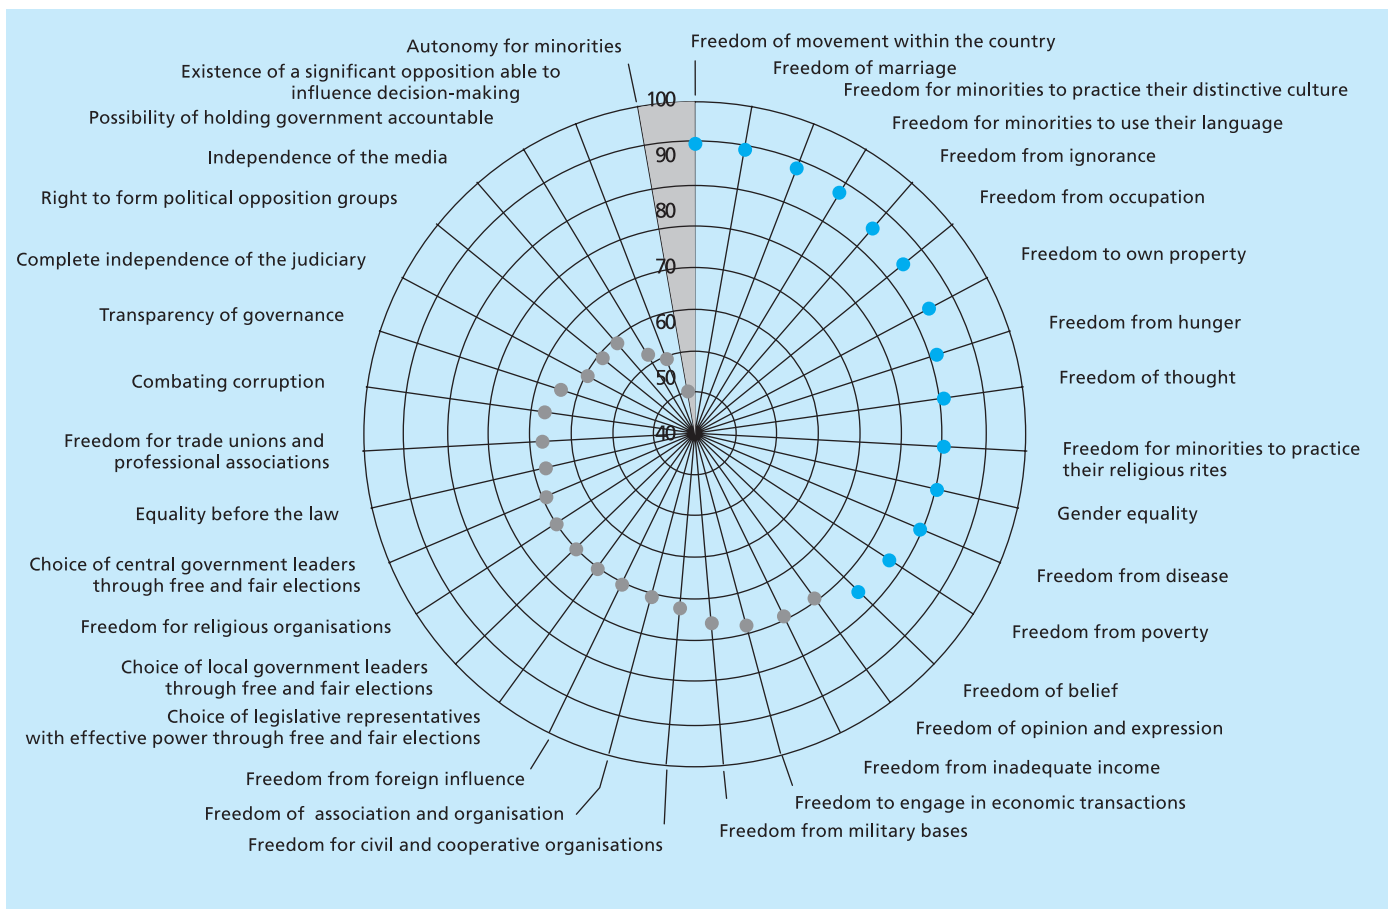 Autonomy for minorities
Freedom of movement within the country
Freedom of marriage
Existence of a significant opposition able to
influence decision-making
Freedom for minorities to practice their distinctive culture
Possibility of holding government accountable
Freedom for minorities to use their language
Independence of the media
Freedom from ignorance
Right to form political opposition groups
Freedom from occupation
Complete independence of the judiciary
Freedom to own property
Transparency of governance
Freedom from hunger
Combating corruption
Freedom of thought
Freedom for trade unions and
professional associations
Freedom for minorities to practice
their religious rites
Equality before the law
Gender equality
Choice of central government leaders
through free and fair elections
Freedom from disease
Freedom for religious organisations
Freedom from poverty
Choice of local government leaders
through free and fair elections
Freedom of belief
Choice of legislative representatives
with effective power through free and fair elections
Freedom of opinion and expression
Freedom from foreign influence
Freedom from inadequate income
Freedom of association and organisation
Freedom to engage in economic transactions
Freedom for civil and cooperative organisations
Freedom from military bases
100
90
80
70
60
50
40